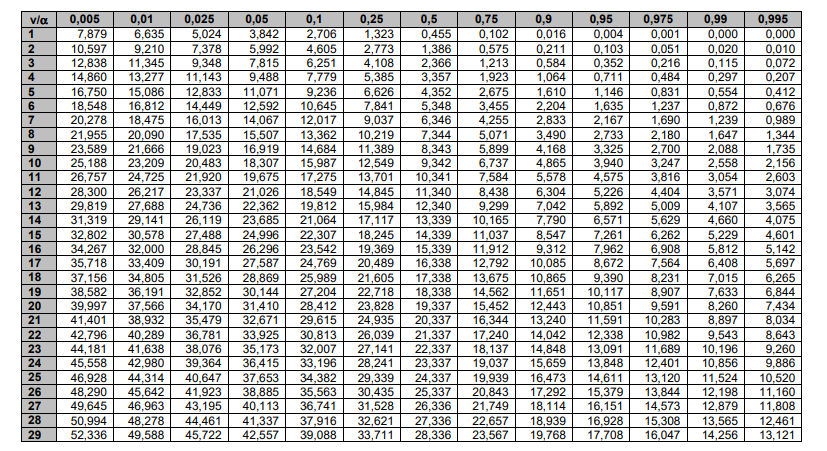 v/α 0,005 0,01 0,025 0,05 0,1 0,25 0,5 0,75 0,9 0,95 0,975 0,99 0,995
1 7,879 6,635 5,024 3,842 2,706 1,323 0,455 0,102 0,016 0,004 0,001 0,000 0,000
2 10,597 9,210 7,378 5,992 4,605 2,773 1,386 0,575 0,211 0,103 0,051 0,020 0,010
3 12,838 11,345 9,348 7,815 6,251 4,108 2,366 1,213 0,584 0,352 0,216 0,115 0,072
4 14,860 13,277 11,143 9,488 7,779 5,385 3,357 1,923 1,064 0,711 0,484 0,297 0,207
5 16,750 15,086 12,833 11,071 9,236 6,626 4,352 2,675 1,610 1,146 0,831 0,554 0,412
6 18,548 16,812 14,449 12,592 10,645 7,841 5,348 3,455 2,204 1,635 1,237 0,872 0,676
7 20,278 18,475 16,013 14,067 12,017 9,037 6,346 4,255 2,833 2,167 1,690 1,239 0,989
8 21,955 20,090 17,535 15,507 13,362 10,219 7,344 5,071 3,490 2,733 2,180 1,647 1,344
9 23,589 21,666 19,023 16,919 14,684 11,389 8,343 5,899 4,168 3,325 2,700 2,088 1,735
10 25,188 23,209 20,483 18,307 15,987 12,549 9,342 6,737 4,865 3,940 3,247 2,558 2,156
11 26,757 24,725 21,920 19,675 17,275 13,701 10,341 7,584 5,578 4,575 3,816 3,054 2,603
12 28,300 26,217 23,337 21,026 18,549 14,845 11,340 8,438 6,304 5,226 4,404 3,571 3,074
13 29,819 27,688 24,736 22,362 19,812 15,984 12,340 9,299 7,042 5,892 5,009 4,107 3,565
14 31,319 29,141 26,119 23,685 21,064 17,117 13,339 10,165 7,790 6,571 5,629 4,660 4,075
15 32,802 30,578 27,488 24,996 22,307 18,245 14,339 11,037 8,547 7,261 6,262 5,229 4,601
16 34,267 32,000 28,845 26,296 23,542 19,369 15,339 11,912 9,312 7,962 6,908 5,812 5,142
17 35,718 33,409 30,191 27,587 24,769 20,489 16,338 12,792 10,085 8,672 7,564 6,408 5,697
18 37,156 34,805 31,526 28,869 25,989 21,605 17,338 13,675 10,865 9,390 8,231 7,015 6,265
19 38,582 36,191 32,852 30,144 27,204 22,718 18,338 14,562 11,651 10,117 8,907 7,633 6,844
20 39,997 37,566 34,170 31,410 28,412 23,828 19,337 15,452 12,443 10,851 9,591 8,260 7,434
21 41,401 38,932 35,479 32,671 29,615 24,935 20,337 16,344 13,240 11,591 10,283 8,897 8,034
22 42,796 40,289 36,781 33,925 30,813 26,039 21,337 17,240 14,042 12,338 10,982 9,543 8,643
23 44,181 41,638 38,076 35,173 32,007 27,141 22,337 18,137 14,848 13,091 11,689 10,196 9,260
24 45,558 42,980 39,364 36,415 33,196 28,241 23,337 19,037 15,659 13,848 12,401 10,856 9,886
25 46,928 44,314 40,647 37,653 34,382 29,339 24,337 19,939 16,473 14,611 13,120 11,524 10,520
26 48,290 45,642 41,923 38,885 35,563 30,435 25,337 20,843 17,292 15,379 13,844 12,198 11,160
27 49,645 46,963 43,195 40,113 36,741 31,528 26,336 21,749 18,114 16,151 14,573 12,879 11,808
28 50,994 48,278 44,461 41,337 37,916 32,621 27,336 22,657 18,939 16,928 15,308 13,565 12,461
29 52,336 49,588 45,722 42,557 39,088 33,711 28,336 23,567 19,768 17,708 16,047 14,256 13,121